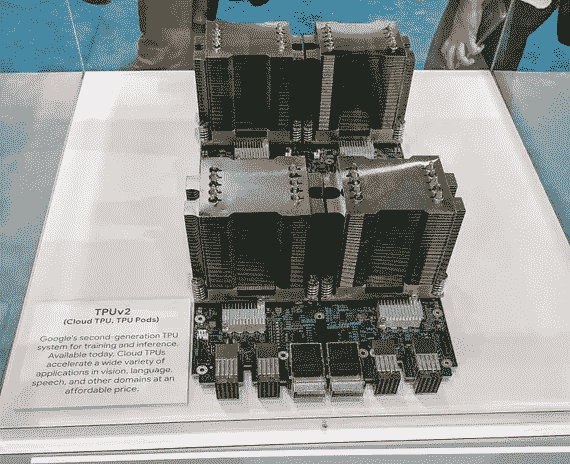 TPUv2
(Cloud TPU, TPU Pods)
Google's second-generation TPU
system for training and inference.
Available today, Cloud TPUs
accelerate a wide variety of
applications in vision, language,
speech, and other domains at an
affordable price.